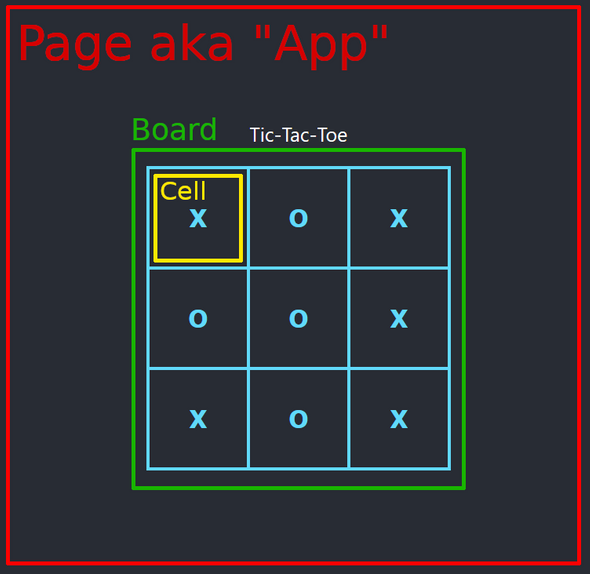 Page aka "App"
Board Tic-Tac-Toe
Cell
x o x
o o x
x o x